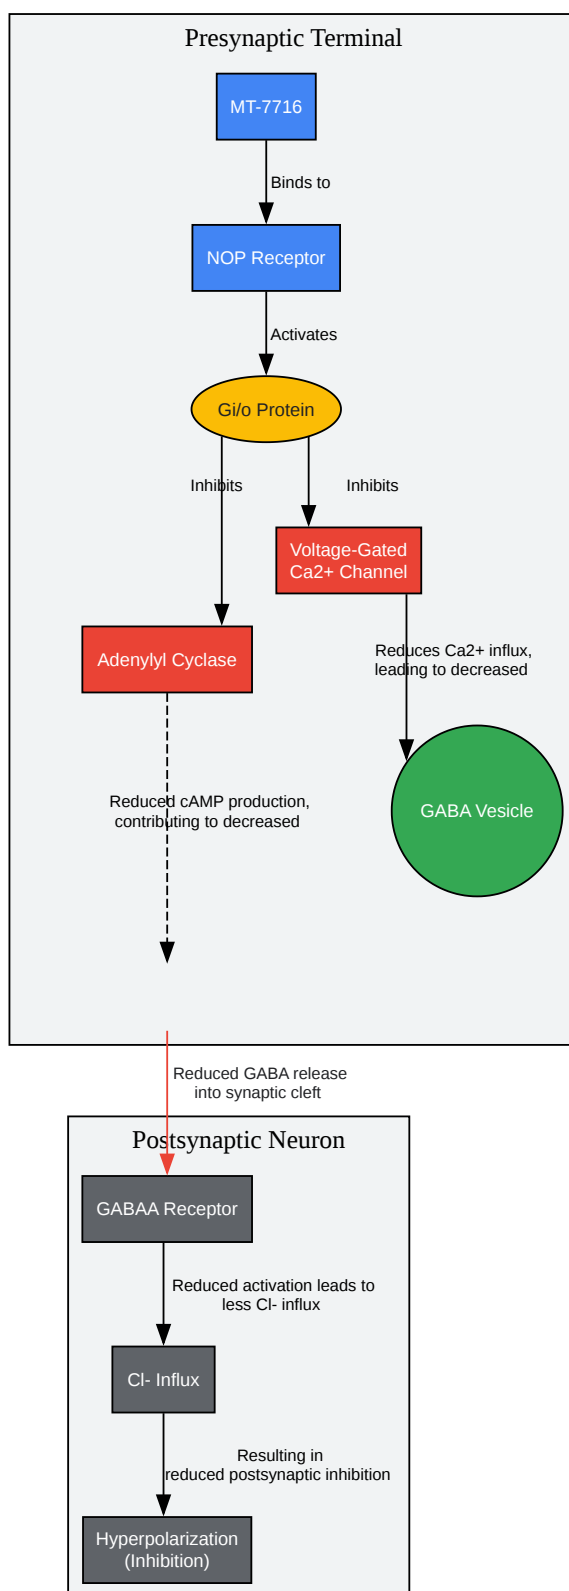 Presynaptic Terminal
MT-7716
Binds to
NOP Receptor
Activates
Gi/o Protein
Inhibits
Inhibits
Voltage-Gated
Ca2+ Channel
Reduces Ca2+ influx,
leading to decreased
Adenylyl Cyclase
Reduced cAMP production,
contributing to decreased
GABA Vesicle
Reduced GABA release
into synaptic cleft
Postsynaptic Neuron
GABAA Receptor
Reduced activation leads to
less Cl- influx
Cl- Influx
Resulting in
reduced postsynaptic inhibition
Hyperpolarization
(Inhibition)